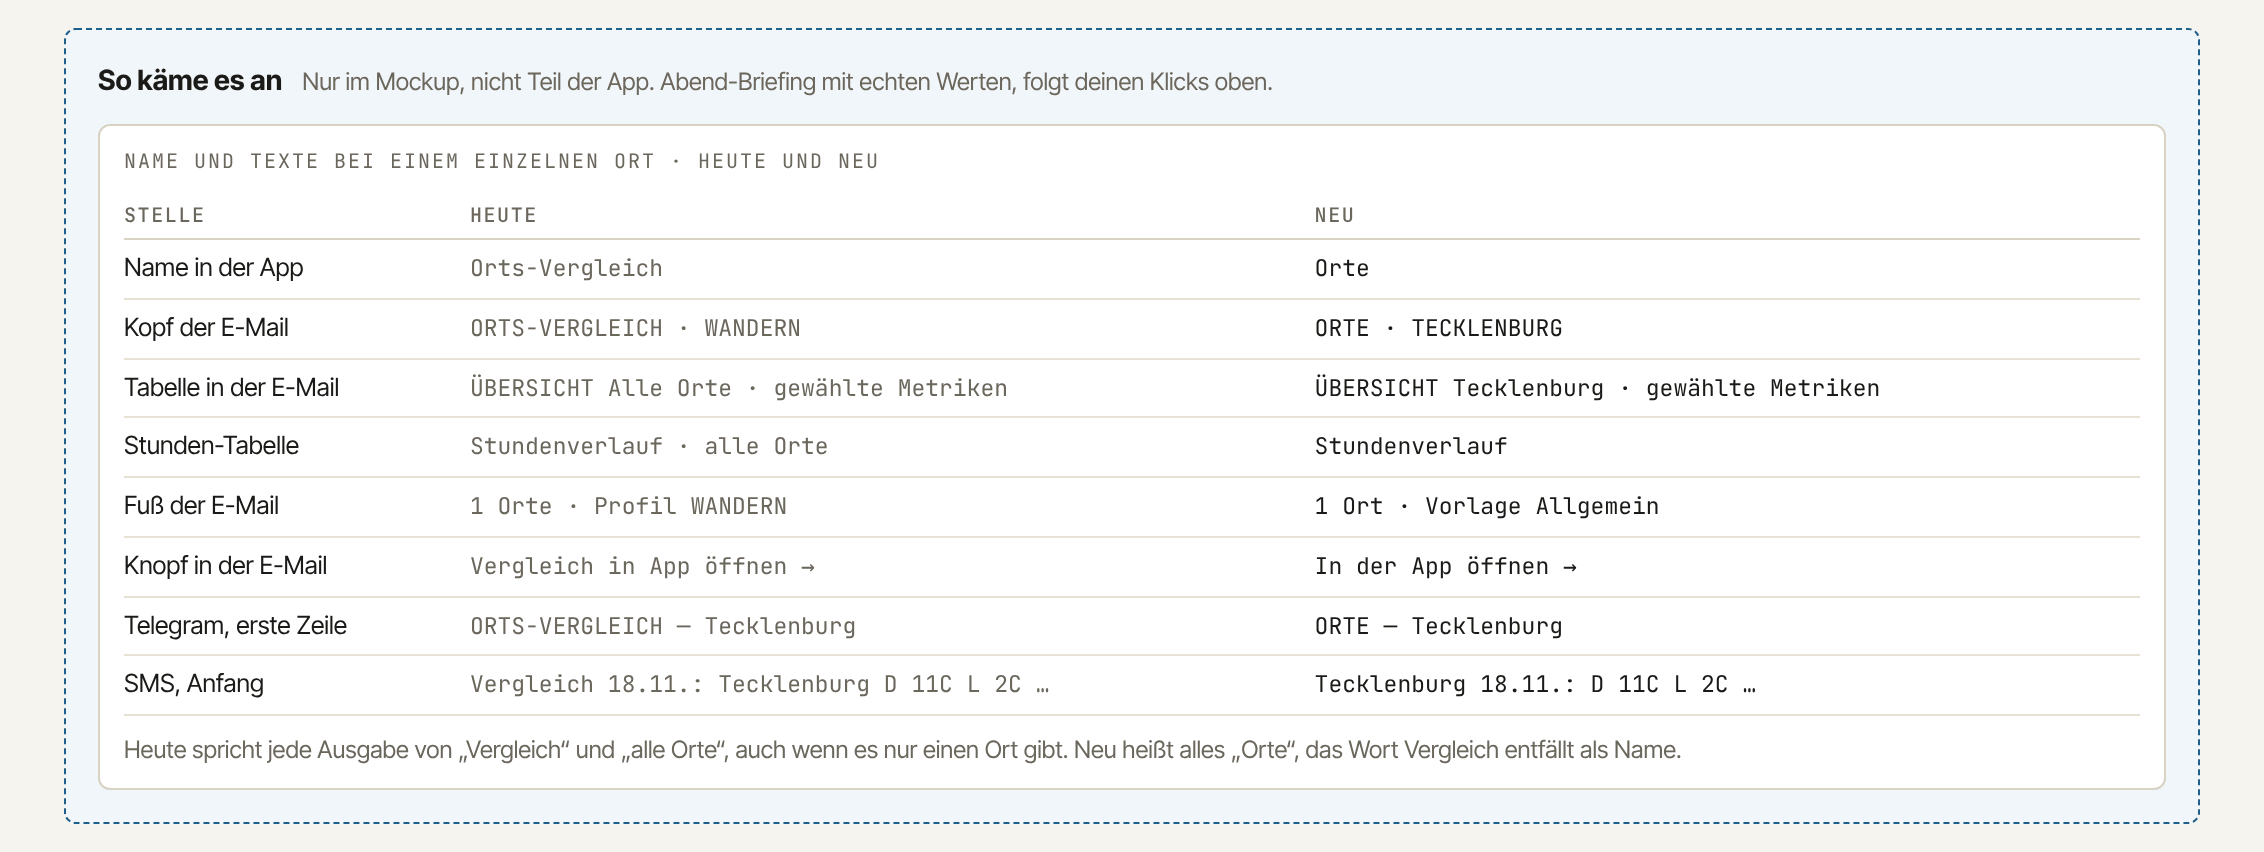 So käme es an Nur im Mockup, nicht Teil der App. Abend-Briefing mit echten Werten, folgt deinen Klicks oben.
NAME UND TEXTE BEI EINEM EINZELNEN ORT · HEUTE UND NEU
STELLE HEUTE NEU
Name in der App Orts-Vergleich Orte
Kopf der E-Mail ORTS-VERGLEICH · WANDERN ORTE · TECKLENBURG
Tabelle in der E-Mail ÜBERSICHT Alle Orte · gewählte Metriken ÜBERSICHT Tecklenburg · gewählte Metriken
Stunden-Tabelle Stundenverlauf · alle Orte Stundenverlauf
Fuß der E-Mail 1 Orte · Profil WANDERN 1 Ort · Vorlage Allgemein
Knopf in der E-Mail Vergleich in App öffnen → In der App öffnen →
Telegram, erste Zeile ORTS-VERGLEICH — Tecklenburg ORTE — Tecklenburg
SMS, Anfang Vergleich 18.11.: Tecklenburg D 11C L 2C … Tecklenburg 18.11.: D 11C L 2C …
Heute spricht jede Ausgabe von „Vergleich“ und „alle Orte“, auch wenn es nur einen Ort gibt. Neu heißt alles „Orte“, das Wort Vergleich entfällt als Name.